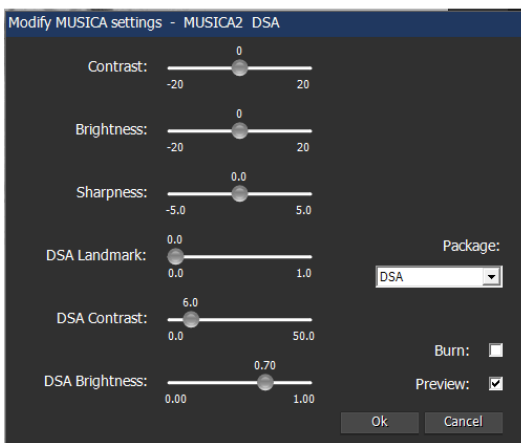 Modify MUSICA settings - MUSICA2 DSA
0
Contrast:
-20 20
0
Brightness:
-20 20
0.0
Sharpness:
-5.0 5.0
0.0
DSA Landmark:
0.0 1.0
Package:
DSA
6.0
DSA Contrast:
0.0 50.0
Burn:
0.70
DSA Brightness:
Preview:
0.00 1.00
Ok Cancel